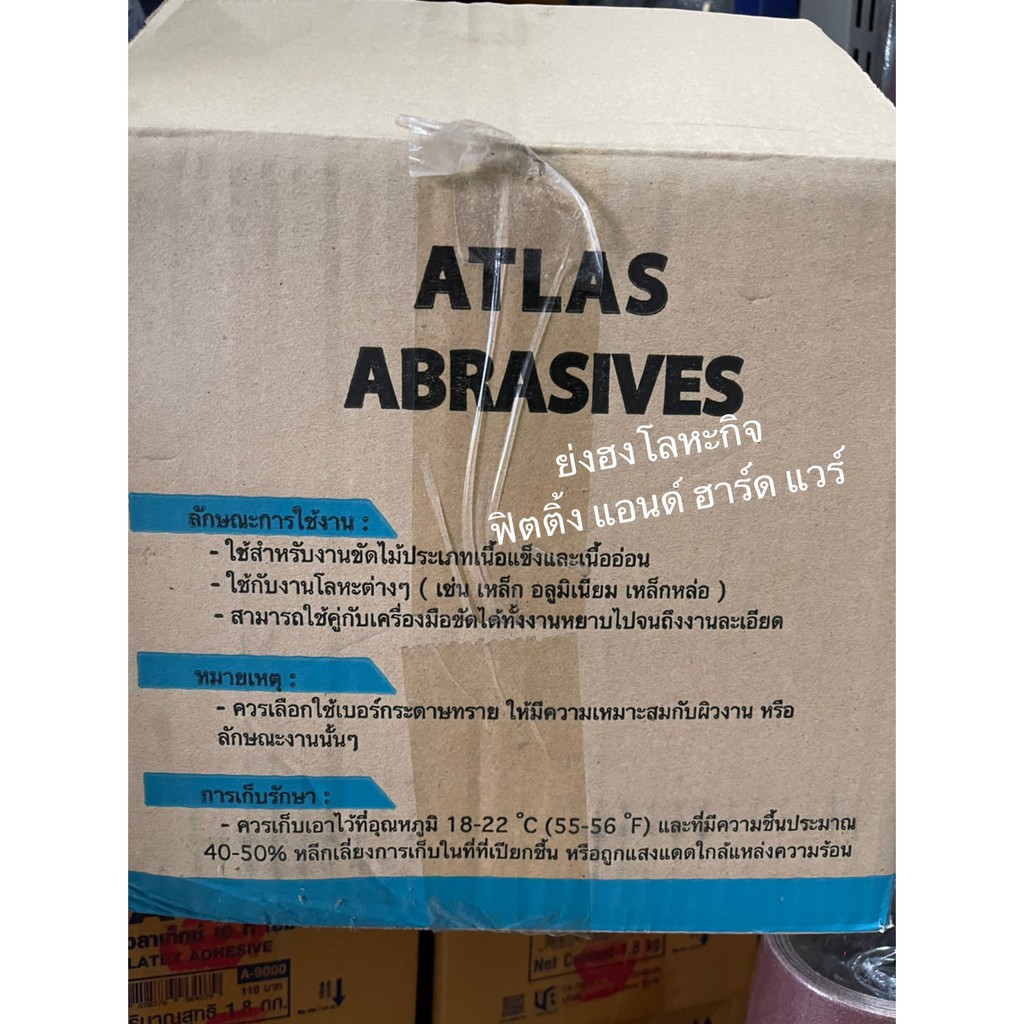 ATLAS
ABRASIVES
ย่งฮงโลหะกิจ
ฟิตติ้ง แอนด์ ฮาร์ด แวร์
ลักษณะการใช้งาน :
- ใช้สำหรับงานขัดไม้ประเภทเนื้อแข็งและเนื้ออ่อน
- ใช้กับงานโลหะต่างๆ ( เช่น เหล็ก อลูมิเนียม เหล็กหล่อ )
- สามารถใช้คู่กับเครื่องมือขัดได้ทั้งงานหยาบไปจนถึงงานละเอียด
หมายเหตุ :
- ควรเลือกใช้เบอร์กระดาษทราย ให้มีความเหมาะสมกับผิวงาน หรือ
ลักษณะงานนั้นๆ
การเก็บรักษา :
- ควรเก็บเอาไว้ที่อุณหภูมิ 18-22 °C (55-56 °F) และที่มีความชื้นประมาณ
40-50% หลีกเลี่ยงการเก็บในที่ที่เปียกชื้น หรือถูกแสงแดดใกล้แหล่งความร้อน
LATEX ADHESIVE
A-9000
110 บาท
1.8 กก.
Net Content 1.8 kg